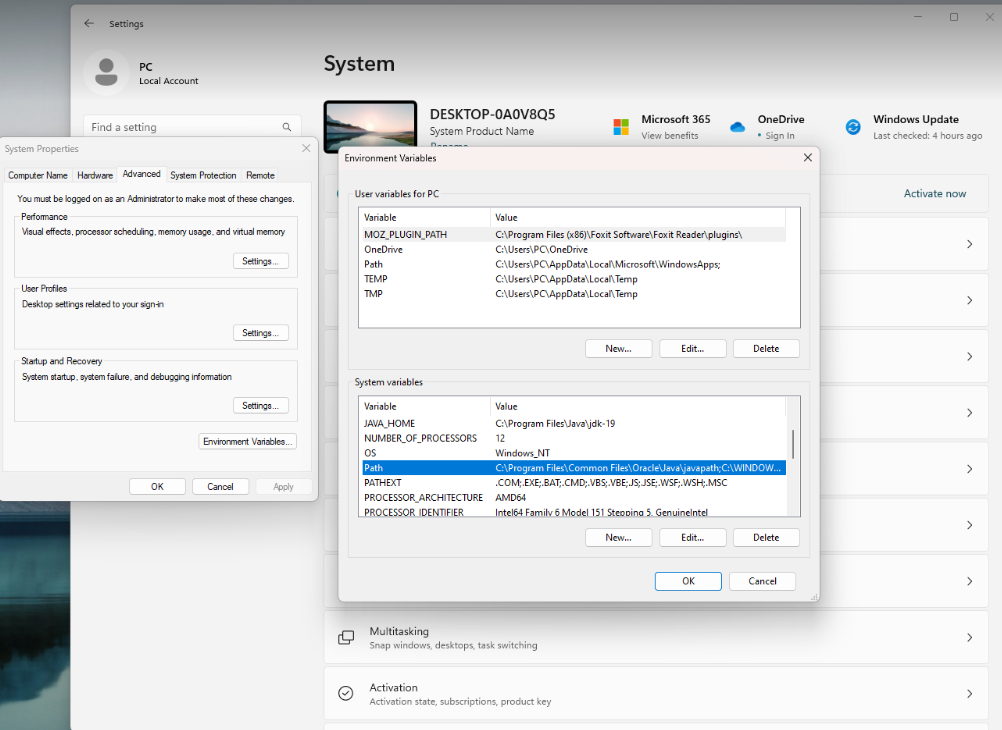 Settings
PC
Local Account
Find a setting
System
DESKTOP-0A0V8Q5
System Product Name
Rename
Microsoft 365
View benefits
OneDrive
• Sign In
Windows Update
Last checked: 4 hours ago
Activate now
System Properties
Computer Name
Hardware
Advanced
System Protection
Remote
You must be logged on as an Administrator to make most of these changes.
Performance
Visual effects, processor scheduling, memory usage, and virtual memory
Settings...
User Profiles
Desktop settings related to your sign-in
Settings...
Startup and Recovery
System startup, system failure, and debugging information
Settings...
Environment Variables...
OK
Cancel
Apply
Environment Variables
User variables for PC
Variable Value
MOZ_PLUGIN_PATH C:\Program Files (x86)\Foxit Software\Foxit Reader\plugins\
OneDrive C:\Users\PC\OneDrive
Path C:\Users\PC\AppData\Local\Microsoft\WindowsApps;
TEMP C:\Users\PC\AppData\Local\Temp
TMP C:\Users\PC\AppData\Local\Temp
New... Edit... Delete
System variables
Variable Value
JAVA_HOME C:\Program Files\Java\jdk-19
NUMBER_OF_PROCESSORS 12
OS Windows_NT
Path C:\Program Files\Common Files\Oracle\Java\javapath;C:\WINDOW...
PATHEXT .COM;.EXE;.BAT;.CMD;.VBS;.VBE;.JS;.JSE;.WSF;.WSH;.MSC
PROCESSOR_ARCHITECTURE AMD64
PROCESSOR_IDENTIFIER Intel64 Family 6 Model 151 Stepping 5, GenuineIntel
New... Edit... Delete
OK Cancel
Multitasking
Snap windows, desktops, task switching
Activation
Activation state, subscriptions, product key